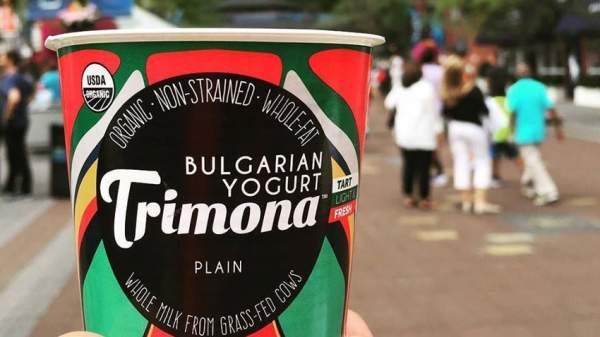 USDA
ORGANIC
ORGANIC · NON-STRAINED · WHOLE-FAT
BULGARIAN
YOGURT
Trimona™
TART
LIGHT
FRESH
PLAIN
WHOLE MILK FROM GRASS-FED COWS